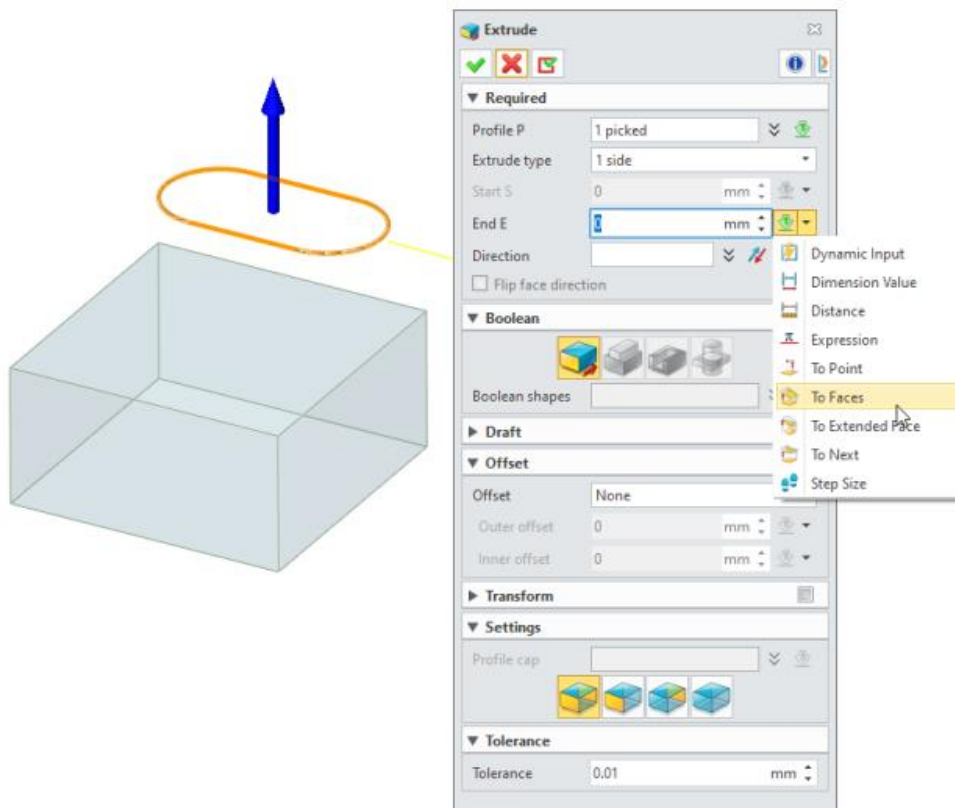 Extrude
Required
Profile P 1 picked
Extrude type 1 side
Start S 0 mm
End E 0 mm
Direction
Flip face direction
Dynamic Input
Dimension Value
Distance
Expression
To Point
To Faces
To Extended Face
To Next
Step Size
Boolean
Boolean shapes
Draft
Offset
Offset None
Outer offset 0 mm
Inner offset 0 mm
Transform
Settings
Profile cap
Tolerance
Tolerance 0.01 mm